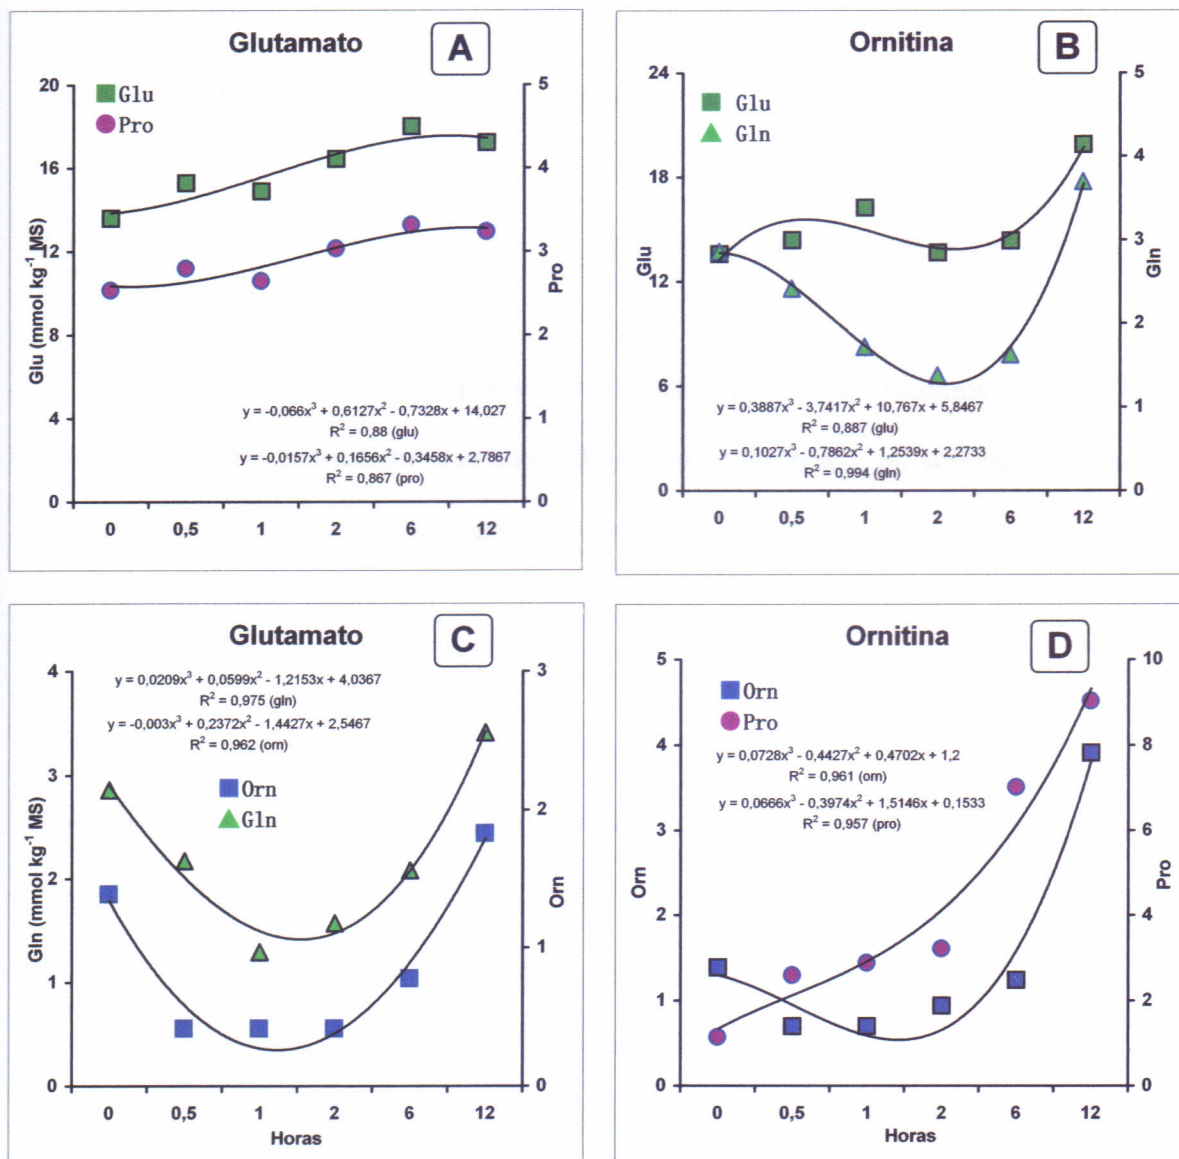 Glutamato
A
Glu
Pro
20
16
12
8
4
0
Glu (mmol kg-1 MS)
5
4
3
2
1
0
Pro
y = -0,066x3 + 0,6127x2 - 0,7328x + 14,027
R2 = 0,88 (glu)
y = -0,0157x3 + 0,1656x2 - 0,3458x + 2,7867
R2 = 0,867 (pro)
0 0,5 1 2 6 12
Ornitina
B
Glu
Gln
24
18
12
6
0
Glu
5
4
3
2
1
0
Gln
y = 0,3887x3 - 3,7417x2 + 10,767x + 5,8467
R2 = 0,887 (glu)
y = 0,1027x3 - 0,7862x2 + 1,2539x + 2,2733
R2 = 0,994 (gln)
0 0,5 1 2 6 12
Glutamato
C
y = 0,0209x3 + 0,0599x2 - 1,2153x + 4,0367
R2 = 0,975 (gln)
y = -0,003x3 + 0,2372x2 - 1,4427x + 2,5467
R2 = 0,962 (orn)
Orn
Gln
4
3
2
1
0
Gln (mmol kg-1 MS)
3
2
1
0
Orn
0 0,5 1 2 6 12
Horas
Ornitina
D
Orn
Pro
y = 0,0728x3 - 0,4427x2 + 0,4702x + 1,2
R2 = 0,961 (orn)
y = 0,0666x3 - 0,3974x2 + 1,5146x + 0,1533
R2 = 0,957 (pro)
5
4
3
2
1
0
Orn
10
8
6
4
2
0
Pro
0 0,5 1 2 6 12
Horas